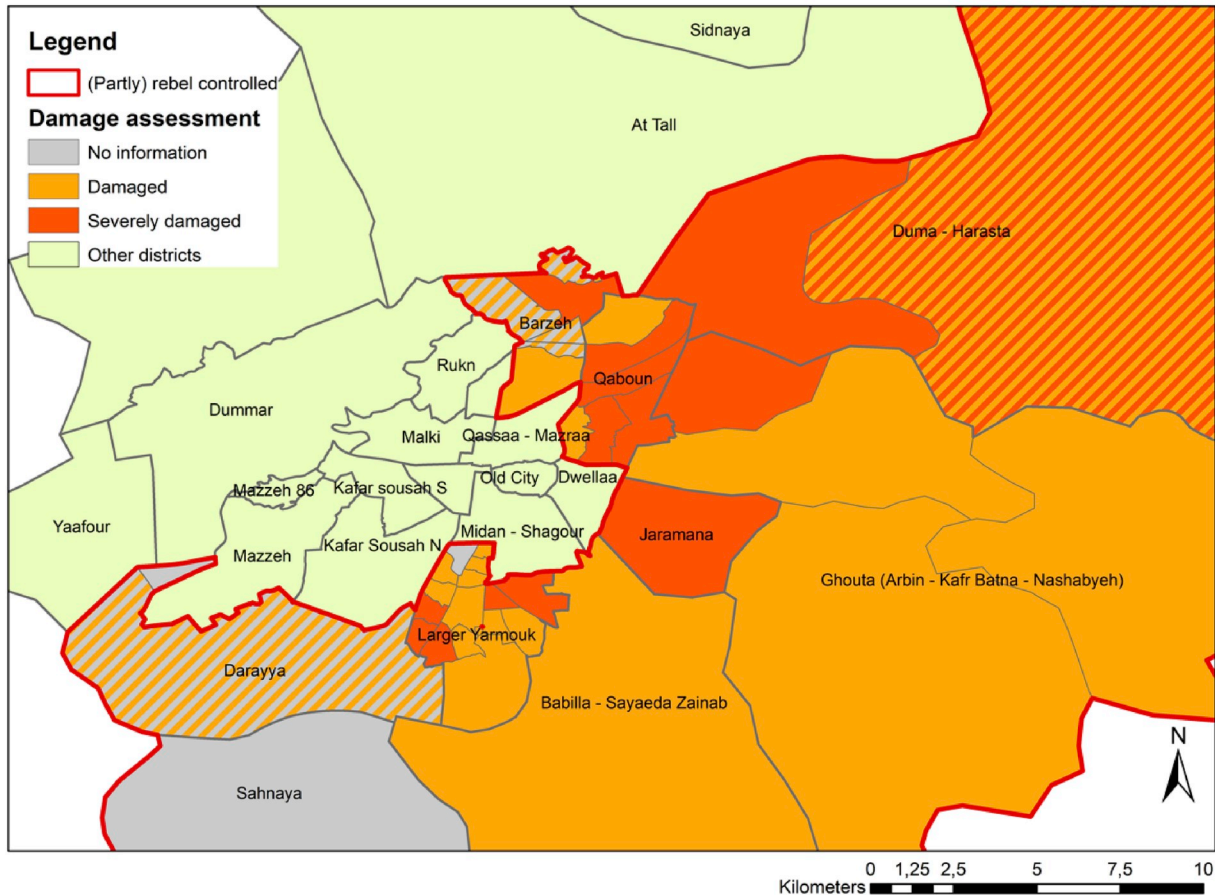 Legend
(Partly) rebel controlled
Damage assessment
No information
Damaged
Severely damaged
Other districts
Sidnaya
At Tall
Duma - Harasta
Barzeh
Rukn
Qaboun
Dummar
Malki
Qassaa - Mazraa
Mazzeh 86
Kafar sousah S
Old City
Dwellaa
Yaafour
Mazzeh
Kafar Sousah N
Midan - Shagour
Jaramana
Ghouta (Arbin - Kafr Batna - Nashabyeh)
Larger Yarmouk
Darayya
Babilla - Sayaeda Zainab
Sahnaya
N
0 1,25 2,5 5 7,5 10
Kilometers